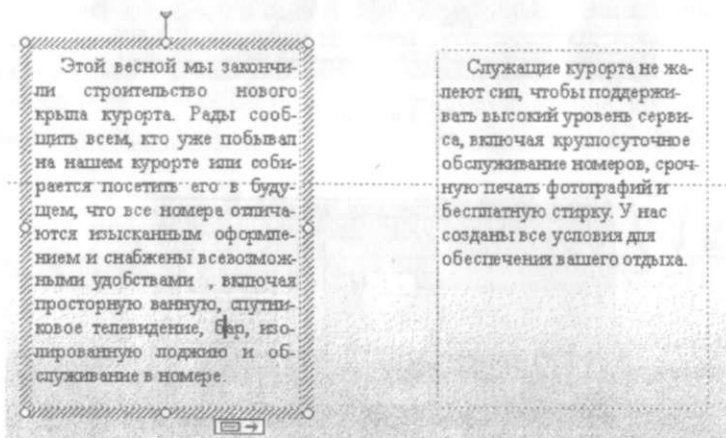 Этой весной мы закончи-
ли строительство нового
крыла курорта. Рады сооб-
щить всем, кто уже побывал
на нашем курорте или соби-
рается посетить его в буду-
щем, что все номера отлича-
ются изысканным оформле-
нием и снабжены всевозмож-
ными удобствами , включая
просторную ванную, спутни-
ковое телевидение, бар, изо-
лированную лоджию и об-
служивание в номере.
Служащие курорта не жа-
леют сил, чтобы поддержи-
вать высокий уровень серви-
са, включая круглосуточное
обслуживание номеров, сроч-
ную печать фотографий и
бесплатную стирку. У нас
созданы все условия для
обеспечения вашего отдыха.